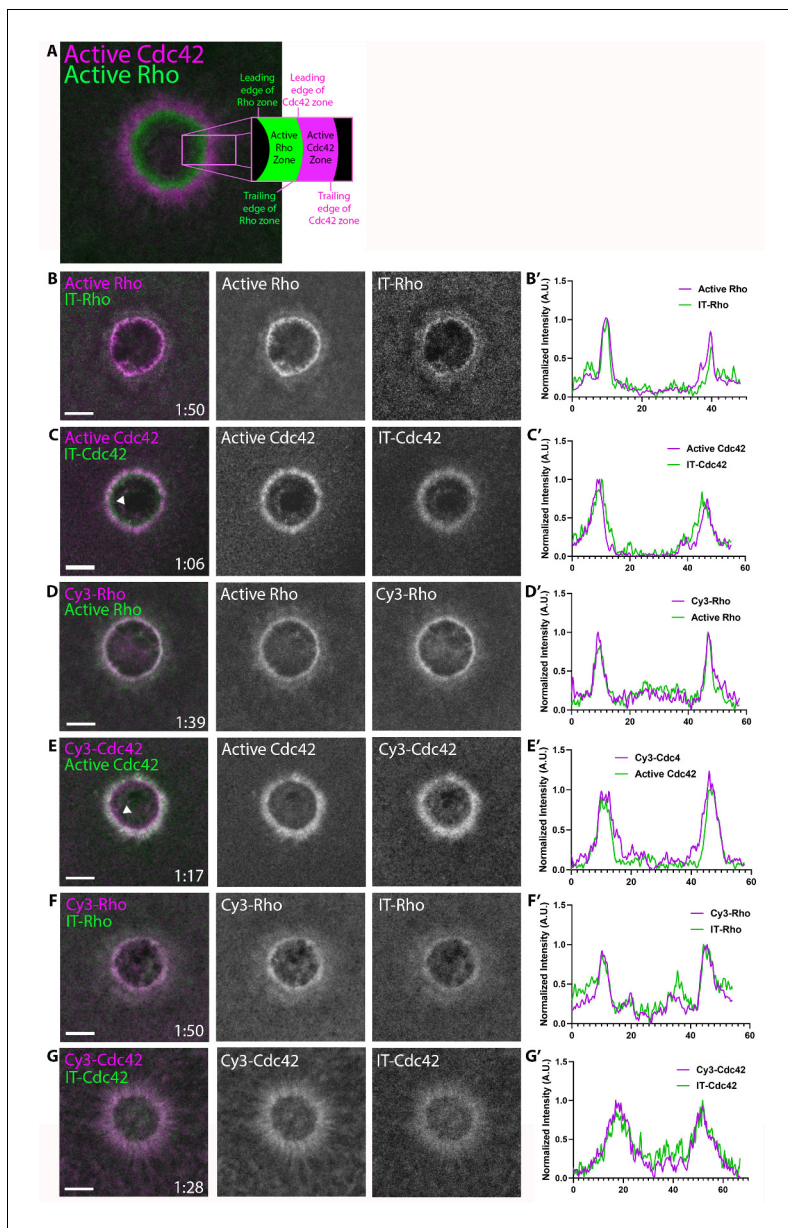 A
Active Cdc42
Active Rho
Leading
edge of
Rho zone
Leading
edge of
Cdc42 zone
Active
Rho
Zone
Active
Cdc42
Zone
Trailing
edge of
Rho zone
Trailing
edge of
Cdc42 zone
B
Active Rho
IT-Rho
1:50
Active Rho
IT-Rho
B′
Normalized Intensity (A.U.)
1.5
1.0
0.5
0.0
0 20 40
Active Rho
IT-Rho
C
Active Cdc42
IT-Cdc42
1:06
Active Cdc42
IT-Cdc42
C′
Normalized Intensity (A.U.)
1.5
1.0
0.5
0.0
0 20 40 60
Active Cdc42
IT-Cdc42
D
Cy3-Rho
Active Rho
1:39
Active Rho
Cy3-Rho
D′
Normalized Intensity (A.U.)
1.5
1.0
0.5
0.0
0 20 40 60
Cy3-Rho
Active Rho
E
Cy3-Cdc42
Active Cdc42
1:17
Active Cdc42
Cy3-Cdc42
E′
Normalized Intensity (A.U.)
1.5
1.0
0.5
0.0
0 20 40 60
Cy3-Cdc4
Active Cdc42
F
Cy3-Rho
IT-Rho
1:50
Cy3-Rho
IT-Rho
F′
Normalized Intensity (A.U.)
1.5
1.0
0.5
0.0
0 20 40 60
Cy3-Rho
IT-Rho
G
Cy3-Cdc42
IT-Cdc42
1:28
Cy3-Cdc42
IT-Cdc42
G′
Normalized Intensity (A.U.)
1.5
1.0
0.5
0.0
0 20 40 60
Cy3-Cdc42
IT-Cdc42